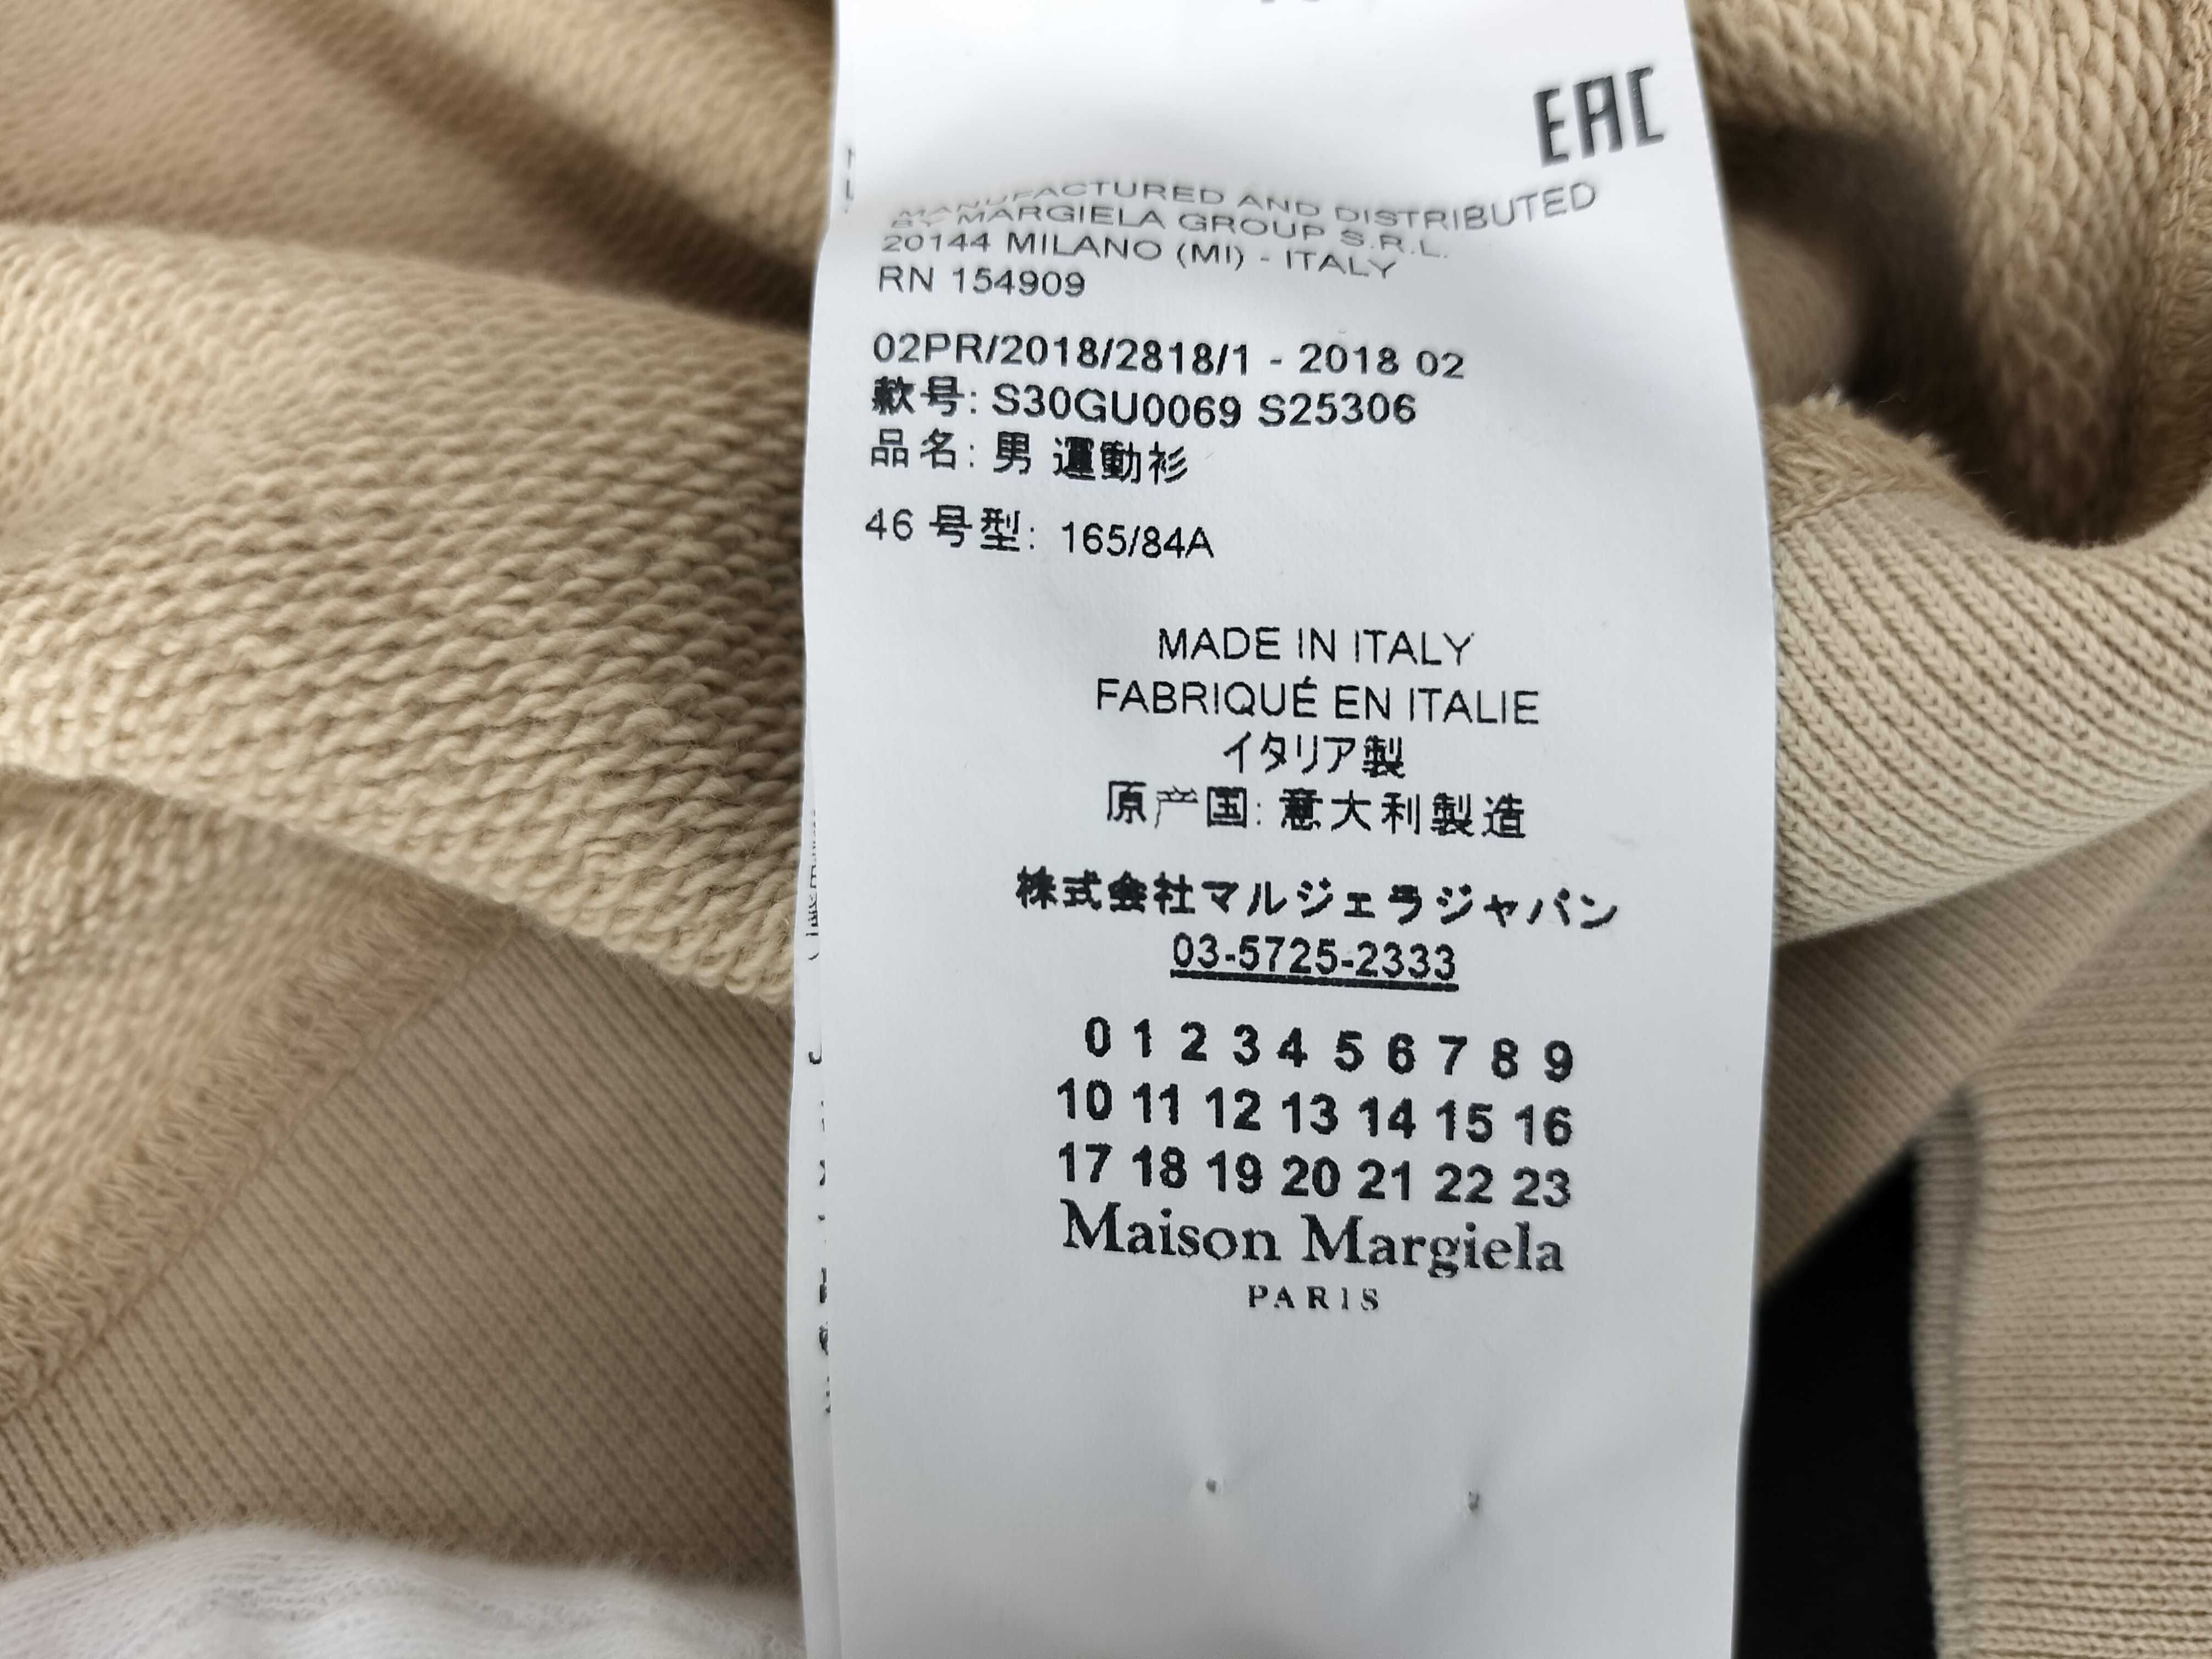 EAC
MANUFACTURED AND DISTRIBUTED
BY MARGIELA GROUP S.R.L.
20144 MILANO (MI) - ITALY
RN 154909
02PR/2018/2818/1 - 2018 02
款号: S30GU0069 S25306
品名: 男 運動衫
46 号型: 165/84A
MADE IN ITALY
FABRIQUÉ EN ITALIE
イタリア製
原产国: 意大利製造
株式会社マルジェラジャパン
03-5725-2333
0 1 2 3 4 5 6 7 8 9
10 11 12 13 14 15 16
17 18 19 20 21 22 23
Maison Margiela
PARIS